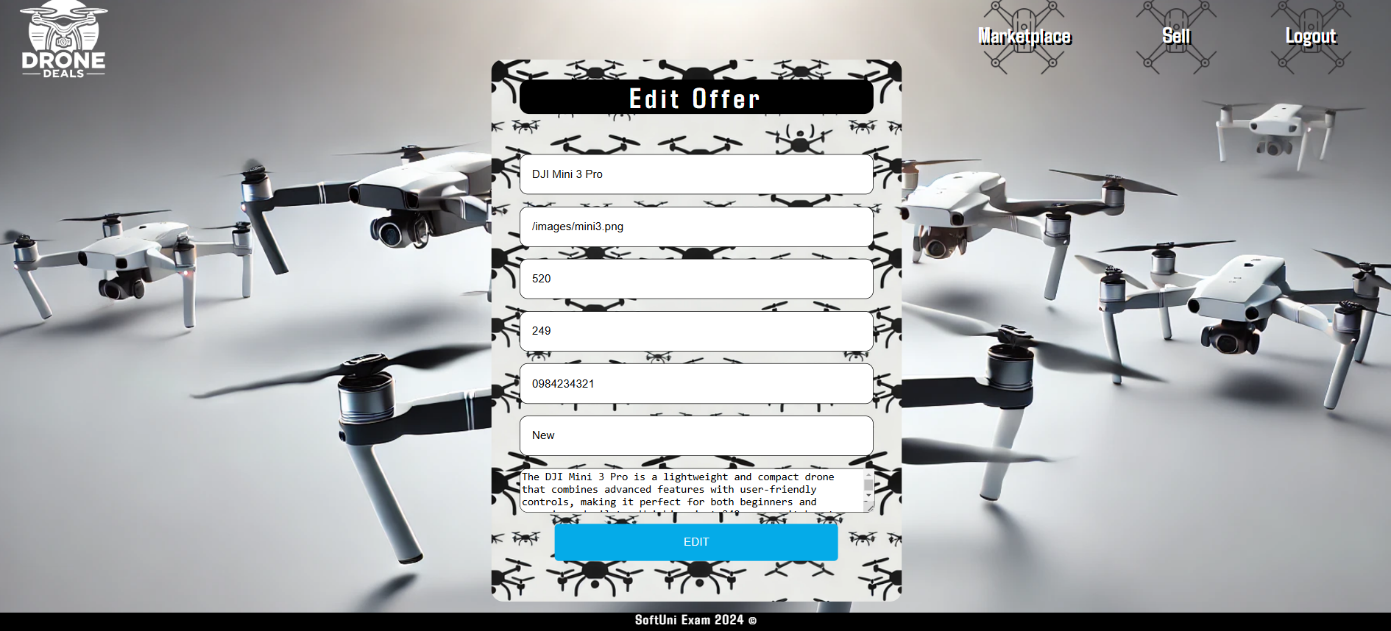 DRONE
DEALS
Marketplace
Sell
Logout
Edit Offer
DJI Mini 3 Pro
/images/mini3.png
520
249
0984234321
New
The DJI Mini 3 Pro is a lightweight and compact drone
that combines advanced features with user-friendly
controls, making it perfect for both beginners and
EDIT
SoftUni Exam 2024 ©